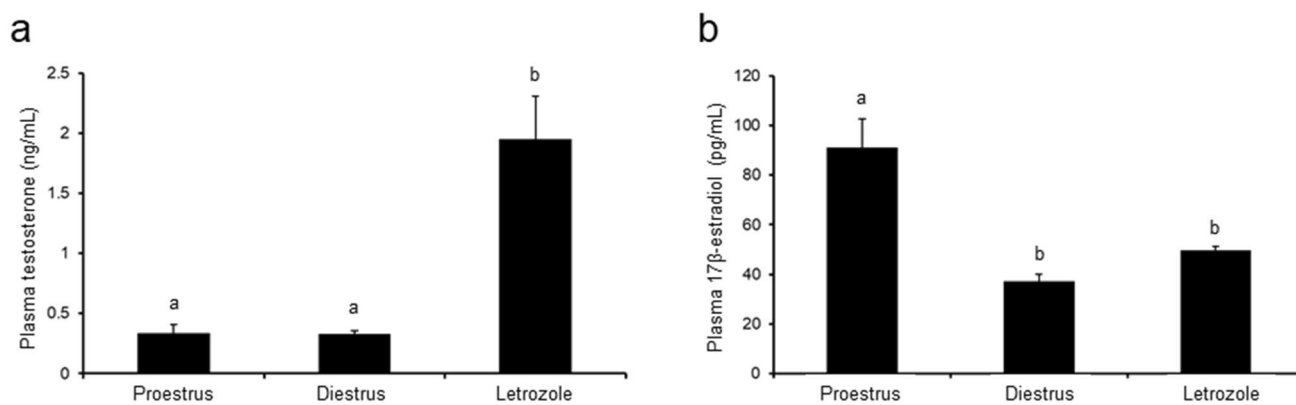 a
Plasma testosterone (ng/mL)
2.5
2
1.5
1
0.5
0
a
a
b
Proestrus
Diestrus
Letrozole
b
Plasma 17β-estradiol (pg/mL)
120
100
80
60
40
20
0
a
b
b
Proestrus
Diestrus
Letrozole